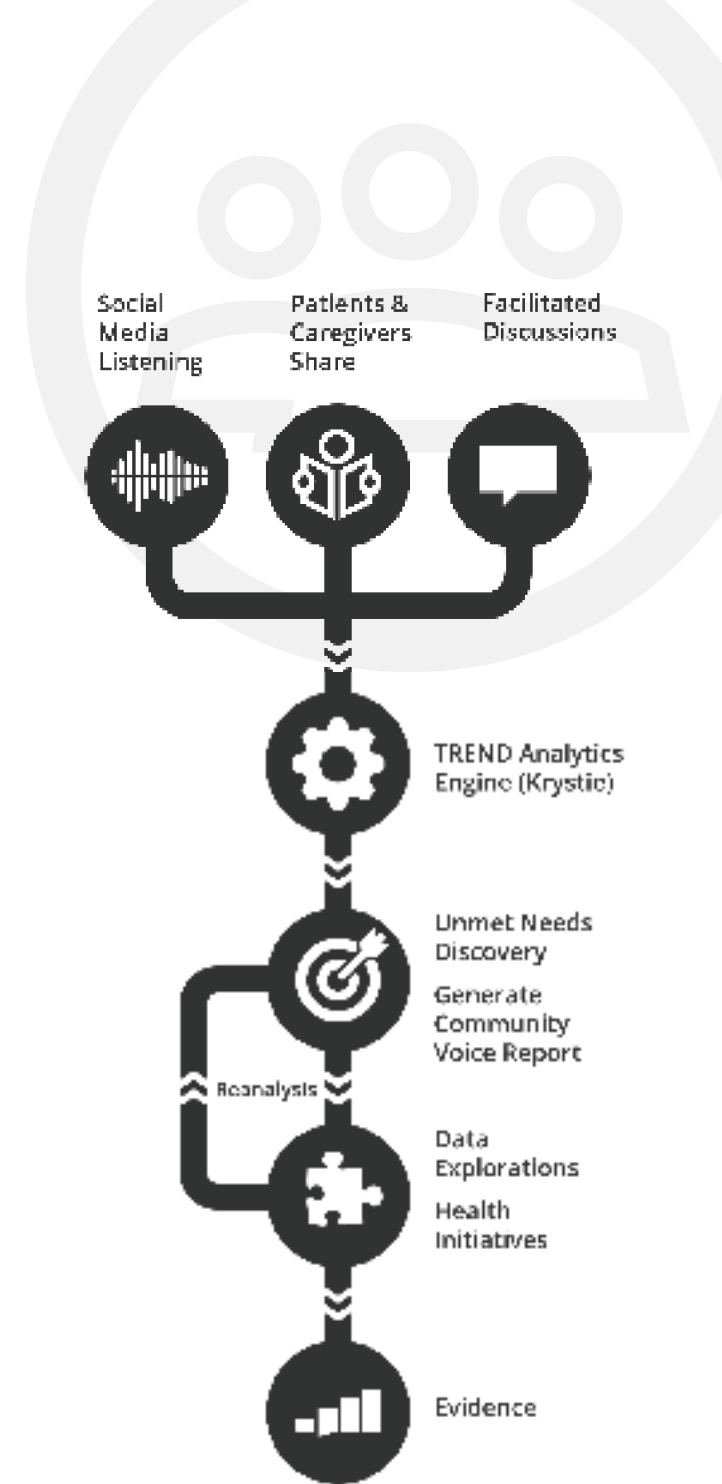 Social
Media
Listening
Patients &
Caregivers
Share
Facilitated
Discussions
TREND Analytics
Engine (Krystie)
Unmet Needs
Discovery
Generate
Community
Voice Report
Reanalysis
Data
Explorations
Health
Initiatives
Evidence